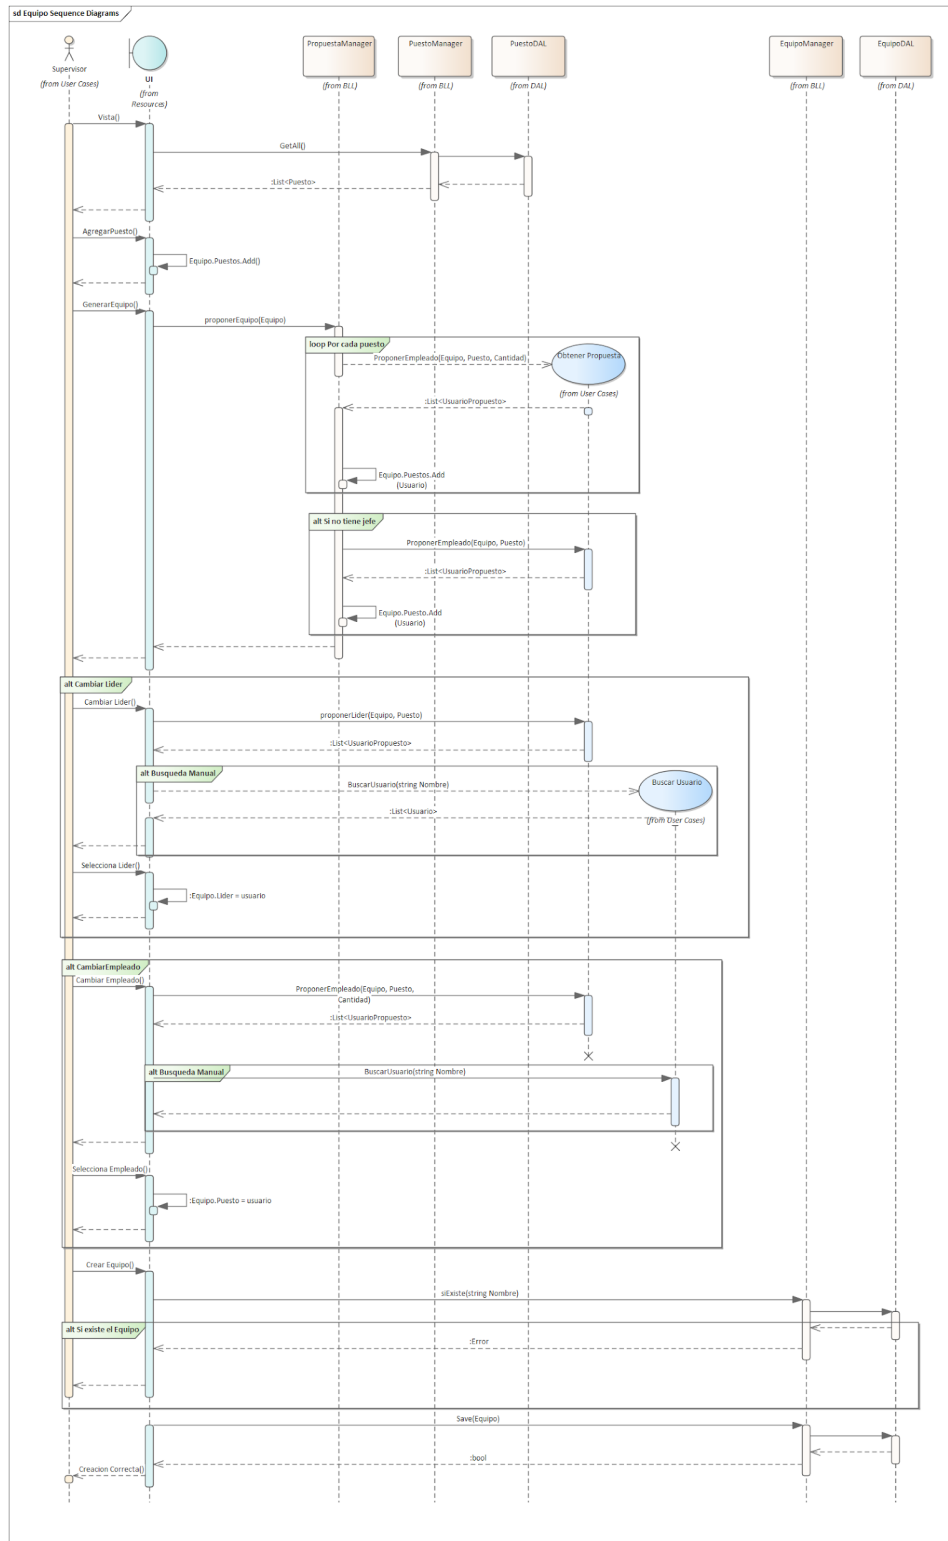 sd Equipo Sequence Diagrams
Supervisor
(from User Cases)
UI
(from
Resources)
PropuestaManager
(from BLL)
PuestoManager
(from BLL)
PuestoDAL
(from DAL)
EquipoManager
(from BLL)
EquipoDAL
(from DAL)
Vista()
GetAll()
:List<Puesto>
AgregarPuesto()
Equipo.Puestos.Add()
GenerarEquipo()
proponerEquipo(Equipo)
loop Por cada puesto
ProponerEmpleado(Equipo, Puesto, Cantidad)
Obtener Propuesta
(from User Cases)
:List<UsuarioPropuesto>
Equipo.Puestos.Add
(Usuario)
alt Si no tiene jefe
ProponerEmpleado(Equipo, Puesto)
:List<UsuarioPropuesto>
Equipo.Puesto.Add
(Usuario)
alt Cambiar Lider
Cambiar Lider()
proponerLider(Equipo, Puesto)
:List<UsuarioPropuesto>
alt Busqueda Manual
BuscarUsuario(string Nombre)
Buscar Usuario
(from User Cases)
:List<Usuario>
Selecciona Lider()
:Equipo.Lider = usuario
alt CambiarEmpleado
Cambiar Empleado()
ProponerEmpleado(Equipo, Puesto,
Cantidad)
:List<UsuarioPropuesto>
alt Busqueda Manual
BuscarUsuario(string Nombre)
Selecciona Empleado()
:Equipo.Puesto = usuario
Crear Equipo()
siExiste(string Nombre)
alt Si existe el Equipo
:Error
Save(Equipo)
:bool
Creacion Correcta()